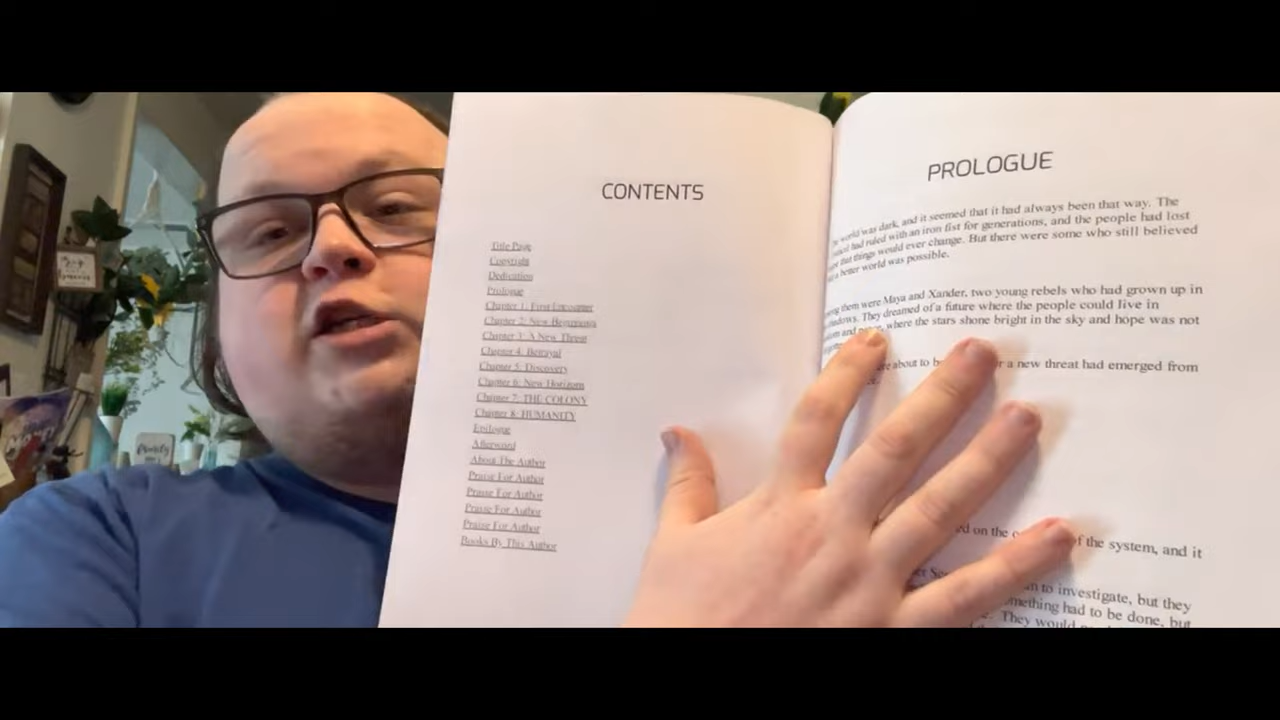 CONTENTS
Title Page
Copyright
Dedication
Prologue
Chapter 1: First Encounter
Chapter 2: New Beginnings
Chapter 3: A New Threat
Chapter 4: Betrayal
Chapter 5: Discovery
Chapter 6: New Horizons
Chapter 7: THE COLONY
Chapter 8: HUMANITY
Epilogue
Afterword
About The Author
Praise For Author
Praise For Author
Praise For Author
Praise For Author
Books By This Author
PROLOGUE
world was dark, and it seemed that it had always been that way. The
had ruled with an iron fist for generations, and the people had lost
that things would ever change. But there were some who still believed
a better world was possible.
them were Maya and Xander, two young rebels who had grown up in
They dreamed of a future where the people could live in
and where the stars shone bright in the sky and hope was not
about to a new threat had emerged from
on the of the system, and it
to investigate, but they
something had to be done, but
They would